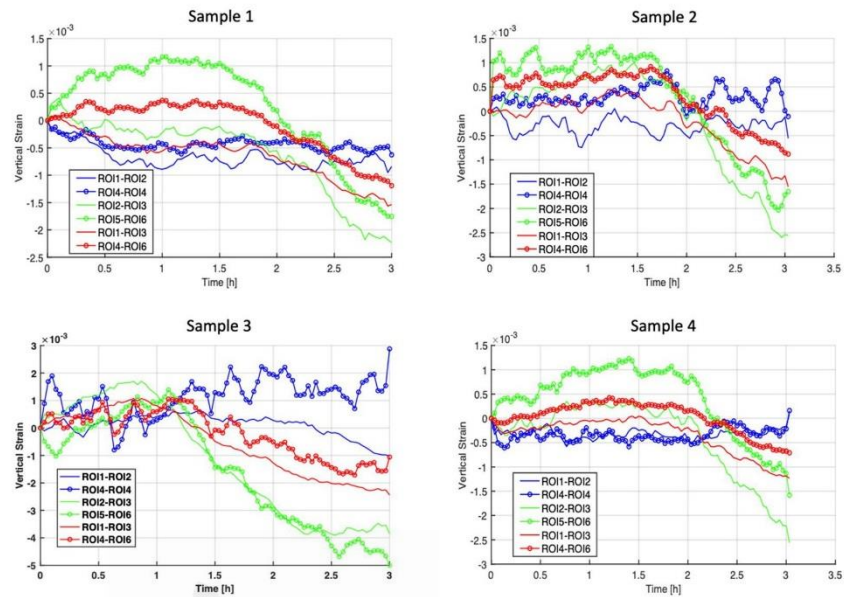 Sample 1
×10⁻³
1.5
1
0.5
0
-0.5
-1
-1.5
-2
-2.5
Vertical Strain
ROI1-ROI2
ROI4-ROI4
ROI2-ROI3
ROI5-ROI6
ROI1-ROI3
ROI4-ROI6
0 0.5 1 1.5 2 2.5 3
Time [h]
Sample 2
×10⁻³
1.5
1
0.5
0
-0.5
-1
-1.5
-2
-2.5
-3
Vertical Strain
ROI1-ROI2
ROI4-ROI4
ROI2-ROI3
ROI5-ROI6
ROI1-ROI3
ROI4-ROI6
0 0.5 1 1.5 2 2.5 3 3.5
Time [h]
Sample 3
×10⁻³
3
2
1
0
-1
-2
-3
-4
-5
Vertical Strain
ROI1-ROI2
ROI4-ROI4
ROI2-ROI3
ROI5-ROI6
ROI1-ROI3
ROI4-ROI6
0 0.5 1 1.5 2 2.5 3
Time [h]
Sample 4
×10⁻³
1.5
1
0.5
0
-0.5
-1
-1.5
-2
-2.5
-3
Vertical Strain
ROI1-ROI2
ROI4-ROI4
ROI2-ROI3
ROI5-ROI6
ROI1-ROI3
ROI4-ROI6
0 0.5 1 1.5 2 2.5 3 3.5
Time [h]